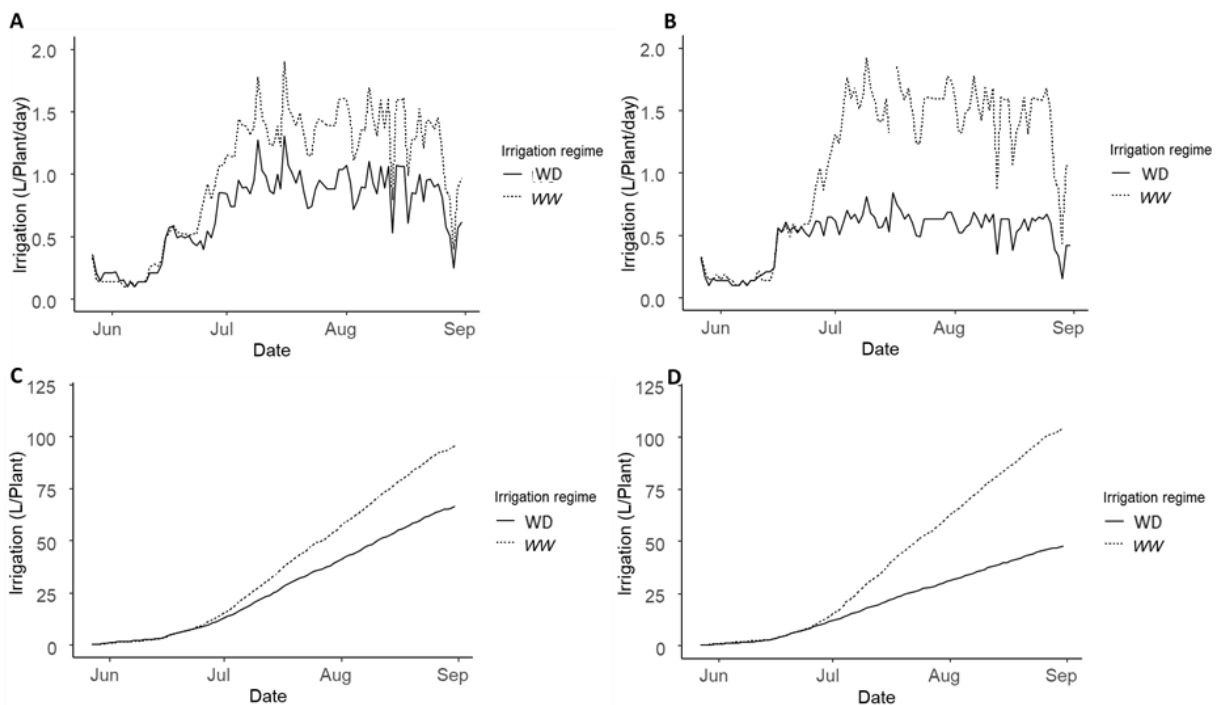 A
Irrigation (L/Plant/day)
2.0
1.5
1.0
0.5
0.0
Jun
Jul
Aug
Sep
Date
Irrigation regime
WD
WW
B
Irrigation (L/Plant/day)
2.0
1.5
1.0
0.5
0.0
Jun
Jul
Aug
Sep
Date
Irrigation regime
WD
WW
C
Irrigation (L/Plant)
125
100
75
50
25
0
Jun
Jul
Aug
Sep
Date
Irrigation regime
WD
WW
D
Irrigation (L/Plant)
125
100
75
50
25
0
Jun
Jul
Aug
Sep
Date
Irrigation regime
WD
WW